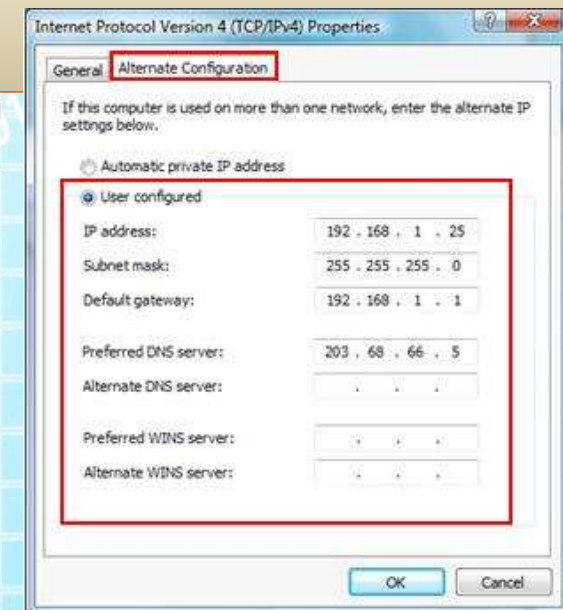 Internet Protocol Version 4 (TCP/IPv4) Properties
General
Alternate Configuration
If this computer is used on more than one network, enter the alternate IP
settings below.
Automatic private IP address
User configured
IP address:
192 . 168 . 1 . 25
Subnet mask:
255 . 255 . 255 . 0
Default gateway:
192 . 168 . 1 . 1
Preferred DNS server:
203 . 68 . 66 . 5
Alternate DNS server:
. . .
Preferred WINS server:
. . .
Alternate WINS server:
. . .
OK
Cancel